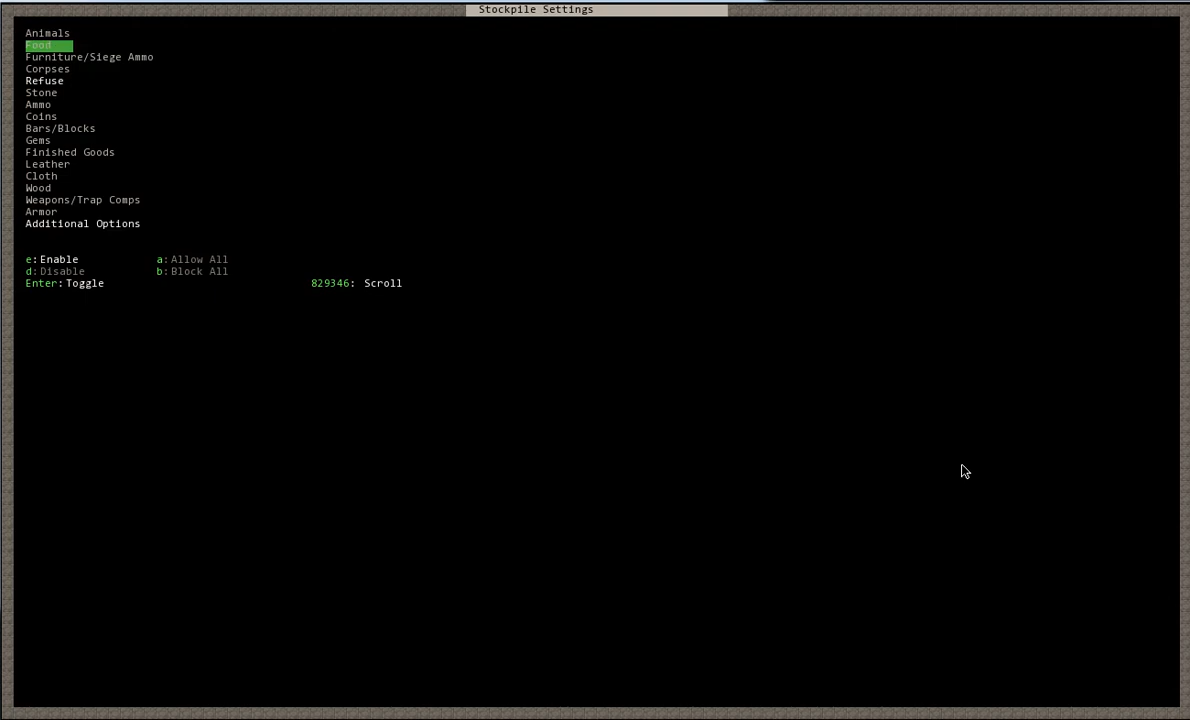 Stockpile Settings
Animals
Food
Furniture/Siege Ammo
Corpses
Refuse
Stone
Ammo
Coins
Bars/Blocks
Gems
Finished Goods
Leather
Cloth
Wood
Weapons/Trap Comps
Armor
Additional Options
e:Enable a:Allow All
d:Disable b:Block All
Enter:Toggle 829346: Scroll